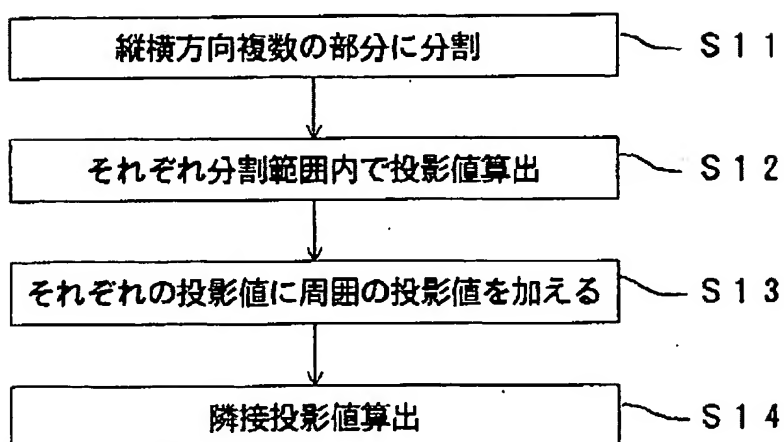 縦横方向複数の部分に分割 S11
それぞれ分割範囲内で投影値算出 S12
それぞれの投影値に周囲の投影値を加える S13
隣接投影値算出 S14